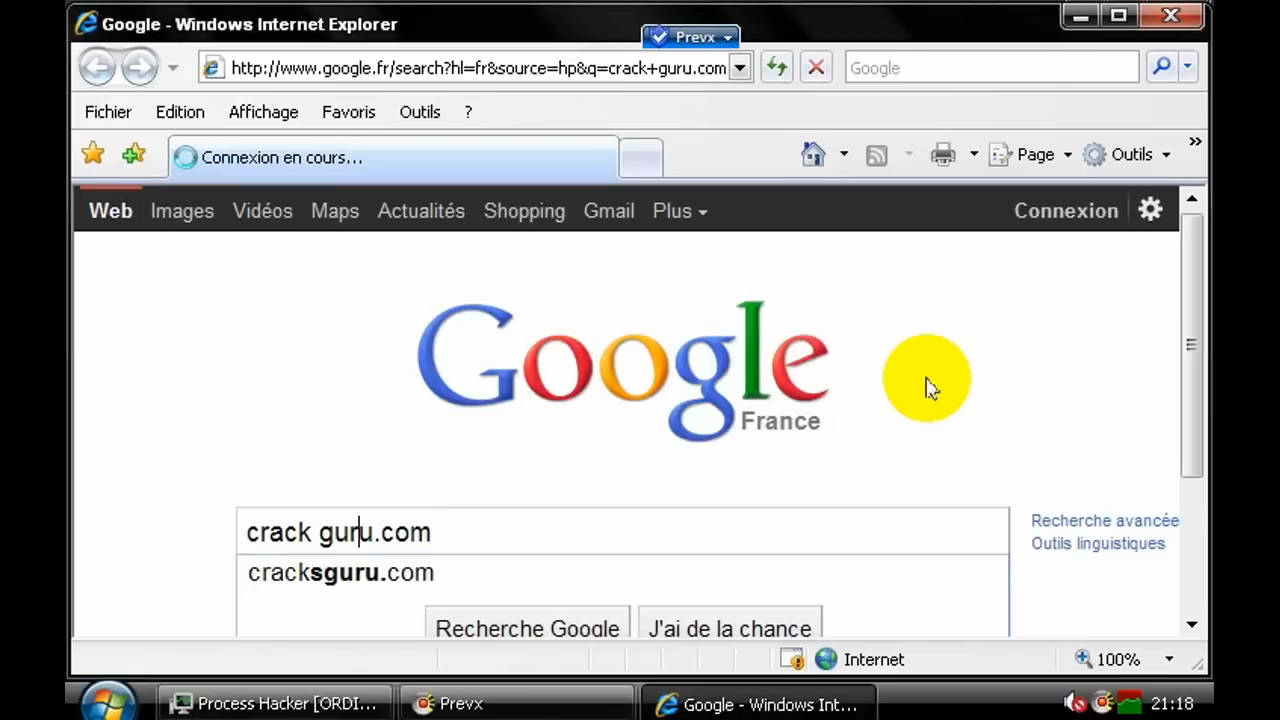 Google - Windows Internet Explorer
Prevx
http://www.google.fr/search?hl=fr&source=hp&q=crack+guru.com
Google
Fichier Edition Affichage Favoris Outils ?
Connexion en cours...
Page Outils »
Web Images Vidéos Maps Actualités Shopping Gmail Plus Connexion
Google
France
crack guru.com
Recherche avancée
Outils linguistiques
cracksguru.com
Recherche Google J'ai de la chance
Internet 100%
Process Hacker [ORDI... Prevx Google - Windows Int... 21:18